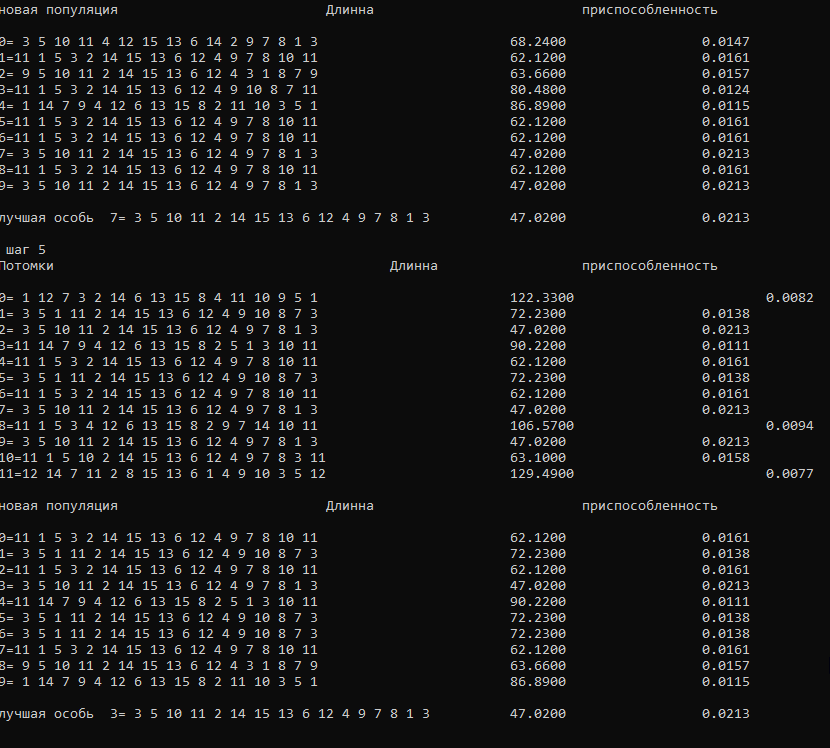 новая популяция Длинна приспособленность
0= 3 5 10 11 4 12 15 13 6 14 2 9 7 8 1 3 68.2400 0.0147
1=11 1 5 3 2 14 15 13 6 12 4 9 7 8 10 11 62.1200 0.0161
2= 9 5 10 11 2 14 15 13 6 12 4 3 1 8 7 9 63.6600 0.0157
3=11 1 5 3 2 14 15 13 6 12 4 9 10 8 7 11 80.4800 0.0124
4= 1 14 7 9 4 12 6 13 15 8 2 11 10 3 5 1 86.8900 0.0115
5=11 1 5 3 2 14 15 13 6 12 4 9 7 8 10 11 62.1200 0.0161
6=11 1 5 3 2 14 15 13 6 12 4 9 7 8 10 11 62.1200 0.0161
7= 3 5 10 11 2 14 15 13 6 12 4 9 7 8 1 3 47.0200 0.0213
8=11 1 5 3 2 14 15 13 6 12 4 9 7 8 10 11 62.1200 0.0161
9= 3 5 10 11 2 14 15 13 6 12 4 9 7 8 1 3 47.0200 0.0213
лучшая особь 7= 3 5 10 11 2 14 15 13 6 12 4 9 7 8 1 3 47.0200 0.0213
шаг 5
Потомки Длинна приспособленность
0= 1 12 7 3 2 14 6 13 15 8 4 11 10 9 5 1 122.3300 0.0082
1= 3 5 1 11 2 14 15 13 6 12 4 9 10 8 7 3 72.2300 0.0138
2= 3 5 10 11 2 14 15 13 6 12 4 9 7 8 1 3 47.0200 0.0213
3=11 14 7 9 4 12 6 13 15 8 2 5 1 3 10 11 90.2200 0.0111
4=11 1 5 3 2 14 15 13 6 12 4 9 7 8 10 11 62.1200 0.0161
5= 3 5 1 11 2 14 15 13 6 12 4 9 10 8 7 3 72.2300 0.0138
6=11 1 5 3 2 14 15 13 6 12 4 9 7 8 10 11 62.1200 0.0161
7= 3 5 10 11 2 14 15 13 6 12 4 9 7 8 1 3 47.0200 0.0213
8=11 1 5 3 4 12 6 13 15 8 2 9 7 14 10 11 106.5700 0.0094
9= 3 5 10 11 2 14 15 13 6 12 4 9 7 8 1 3 47.0200 0.0213
10=11 1 5 10 2 14 15 13 6 12 4 9 7 8 3 11 63.1000 0.0158
11=12 14 7 11 2 8 15 13 6 1 4 9 10 3 5 12 129.4900 0.0077
новая популяция Длинна приспособленность
0=11 1 5 3 2 14 15 13 6 12 4 9 7 8 10 11 62.1200 0.0161
1= 3 5 1 11 2 14 15 13 6 12 4 9 10 8 7 3 72.2300 0.0138
2=11 1 5 3 2 14 15 13 6 12 4 9 7 8 10 11 62.1200 0.0161
3= 3 5 10 11 2 14 15 13 6 12 4 9 7 8 1 3 47.0200 0.0213
4=11 14 7 9 4 12 6 13 15 8 2 5 1 3 10 11 90.2200 0.0111
5= 3 5 1 11 2 14 15 13 6 12 4 9 10 8 7 3 72.2300 0.0138
6= 3 5 1 11 2 14 15 13 6 12 4 9 10 8 7 3 72.2300 0.0138
7=11 1 5 3 2 14 15 13 6 12 4 9 7 8 10 11 62.1200 0.0161
8= 9 5 10 11 2 14 15 13 6 12 4 3 1 8 7 9 63.6600 0.0157
9= 1 14 7 9 4 12 6 13 15 8 2 11 10 3 5 1 86.8900 0.0115
лучшая особь 3= 3 5 10 11 2 14 15 13 6 12 4 9 7 8 1 3 47.0200 0.0213